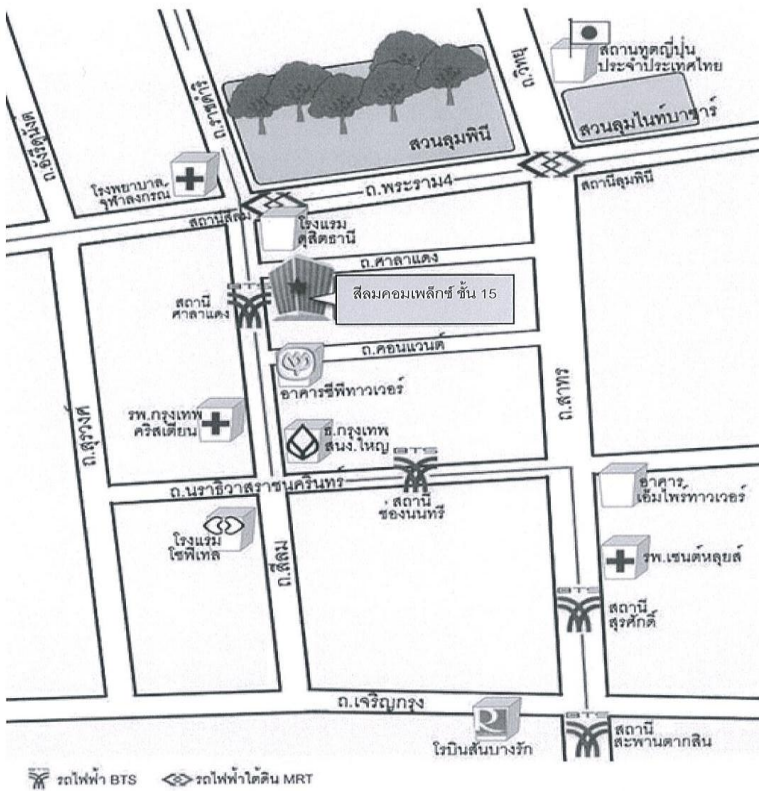 ถ.อังรีดูนังต์
ถ.ราชดำริ
ถ.วิทยุ
สถานทูตญี่ปุ่น
ประจำประเทศไทย
สวนลุมไนท์บาซาร์
สวนลุมพินี
โรงพยาบาล
จุฬาลงกรณ์
ถ.พระราม4
สถานีลุมพินี
สถานีสีลม
โรงแรม
ดุสิตธานี
ถ.ศาลาแดง
BTS
สถานี
ศาลาแดง
สีลมคอมเพล็กซ์ ชั้น 15
ถ.คอนแวนต์
อาคารซีพีทาวเวอร์
ถ.สาทร
ถ.สุรวงศ์
รพ.กรุงเทพ
คริสเตียน
ธ.กรุงเทพ
สนง.ใหญ่
BTS
ถ.นราธิวาสราชนครินทร์
สถานี
ช่องนนทรี
อาคาร
เอ็มไพร์ทาวเวอร์
โรงแรม
โซฟิเทล
ถ.สีลม
รพ.เซนต์หลุยส์
BTS
สถานี
สุรศักดิ์
ถ.เจริญกรุง
โรบินสันบางรัก
BTS
สถานี
สะพานตากสิน
รถไฟฟ้า BTS
รถไฟฟ้าใต้ดิน MRT